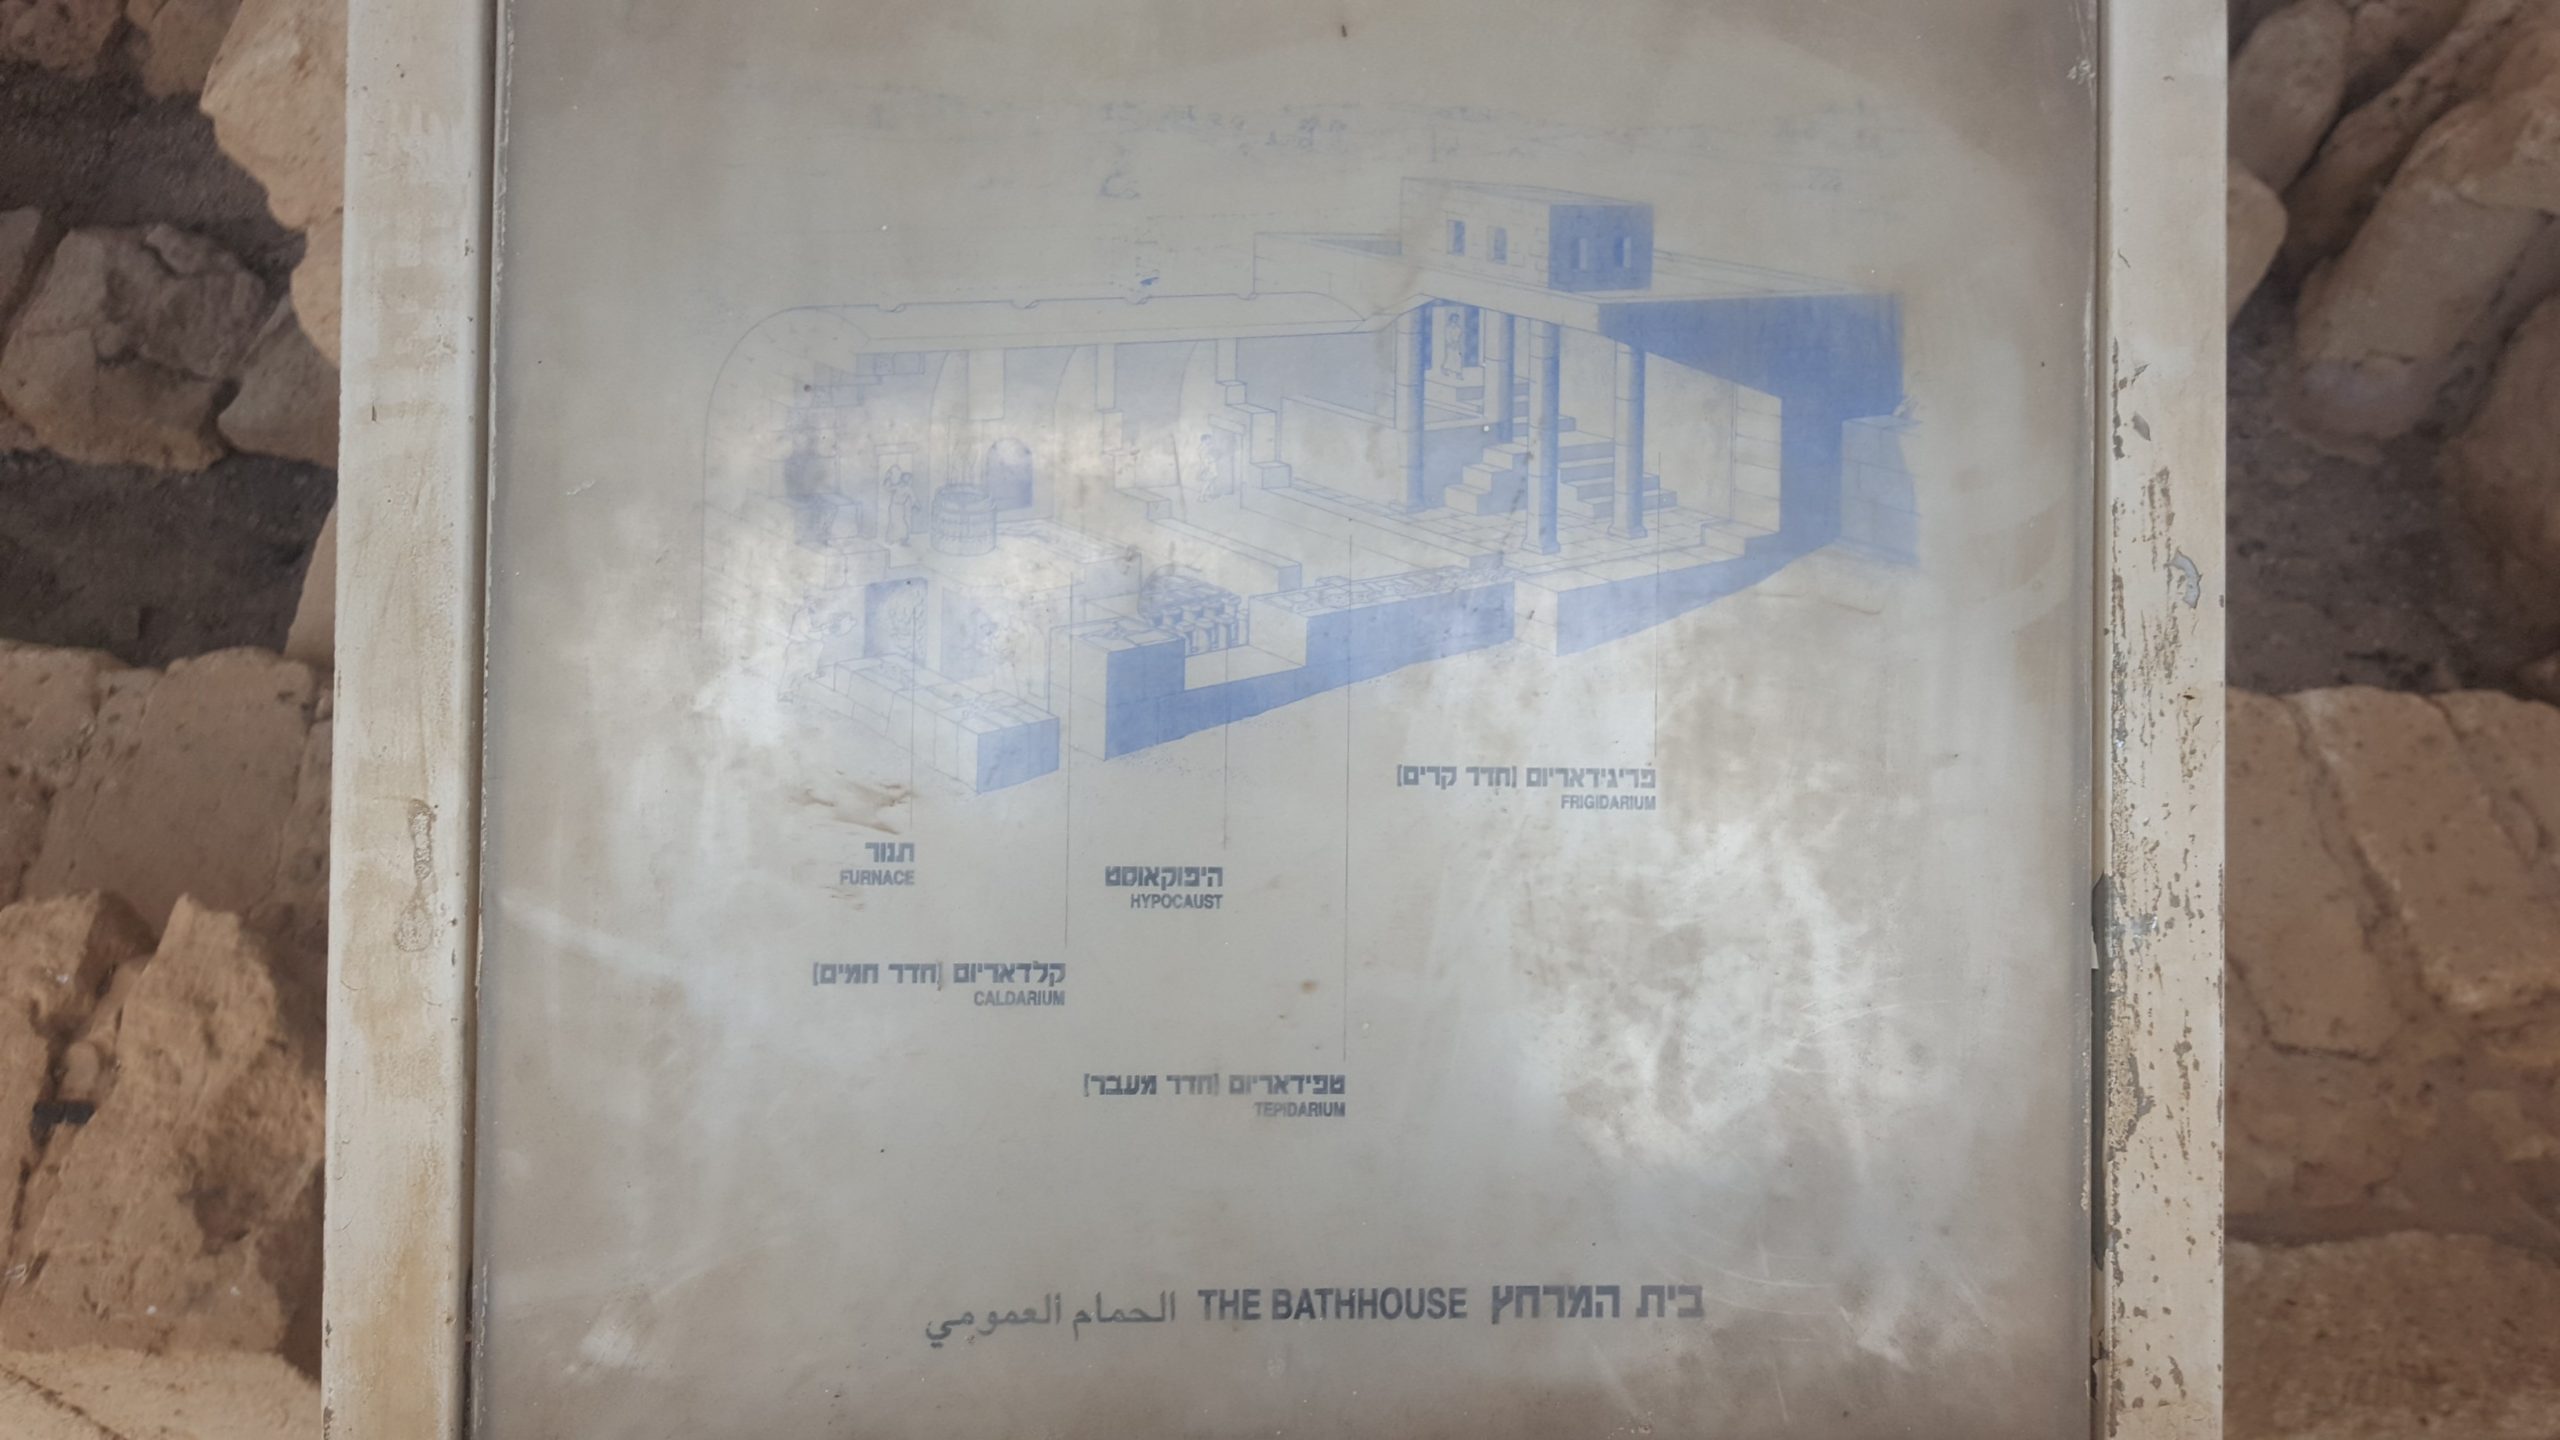 פריגידאריום (חדר קרים)
FRIGIDARIUM
תנור
FURNACE
היפוקאוסט
HYPOCAUST
קלדאריום (חדר חמים)
CALDARIUM
טפידאריום (חדר מעבר)
TEPIDARIUM
בית המרחץ THE BATHHOUSE الحمام العمومي